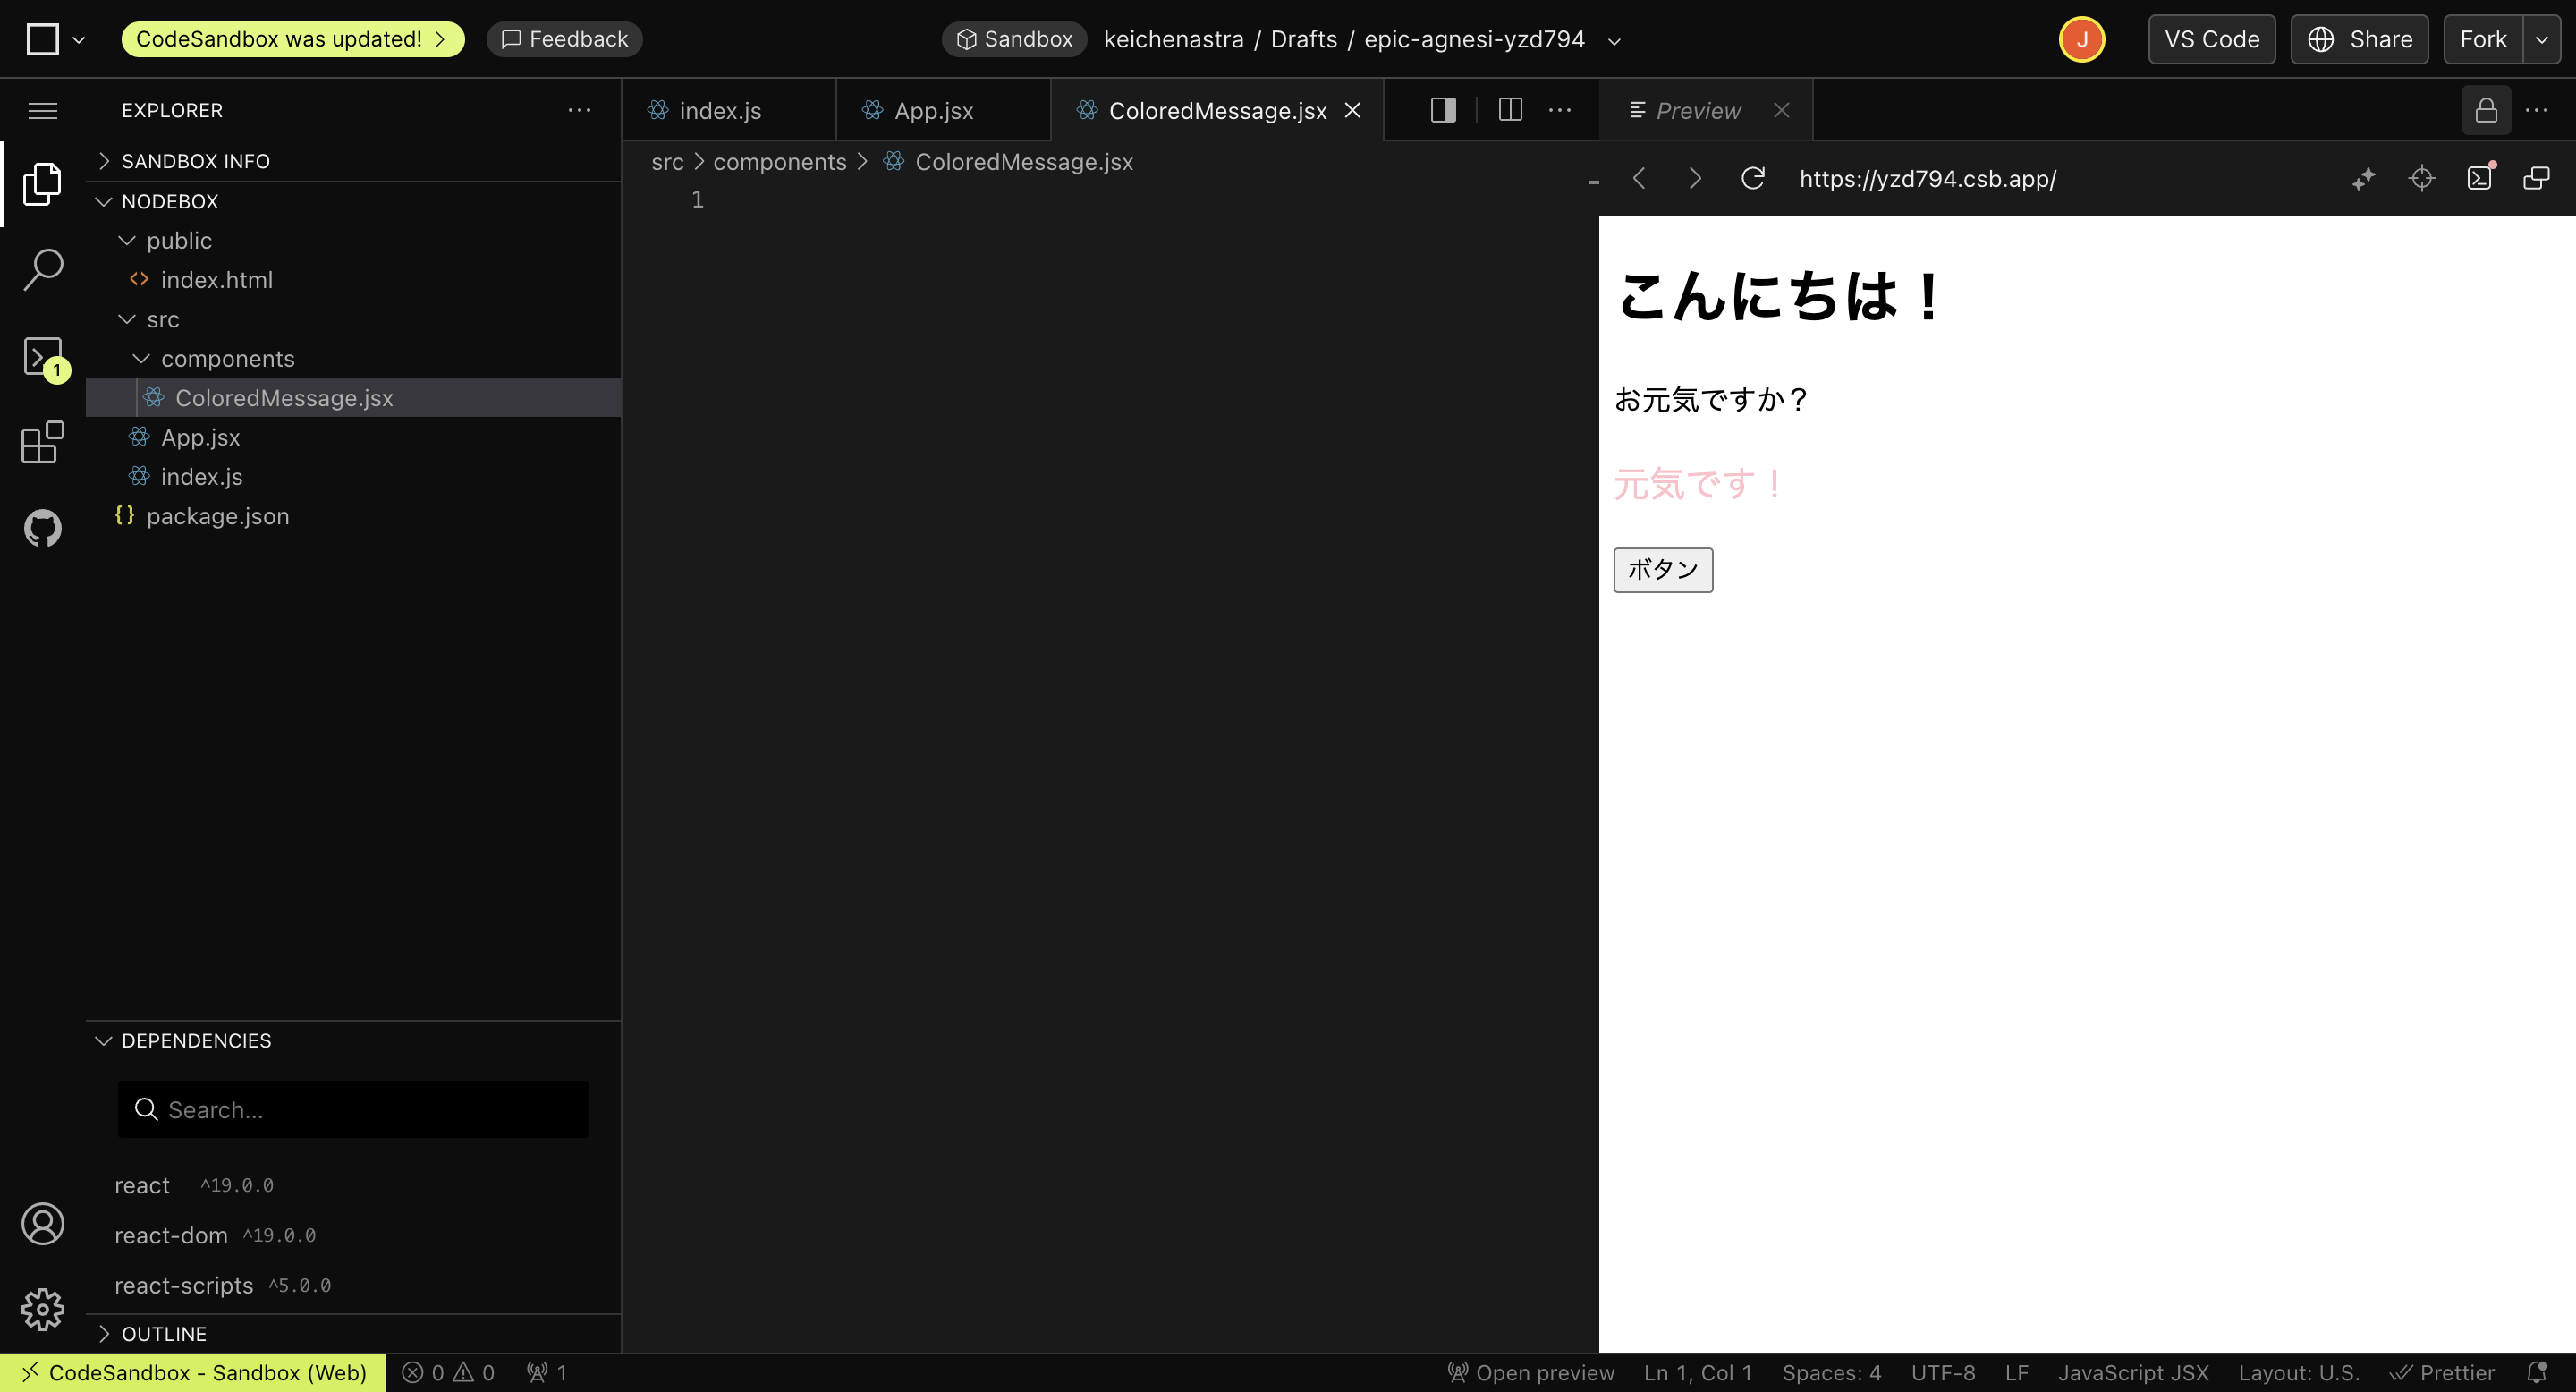 CodeSandbox was updated!
Feedback
Sandbox
keichenastra / Drafts / epic-agnesi-yzd794
J
VS Code
Share
Fork
EXPLORER
SANDBOX INFO
NODEBOX
public
index.html
src
components
ColoredMessage.jsx
App.jsx
index.js
package.json
1
DEPENDENCIES
Search...
react ^19.0.0
react-dom ^19.0.0
react-scripts ^5.0.0
OUTLINE
index.js
App.jsx
ColoredMessage.jsx
src > components > ColoredMessage.jsx
1
Preview
https://yzd794.csb.app/
こんにちは！
お元気ですか？
元気です！
ボタン
CodeSandbox - Sandbox (Web)
0 0
1
Open preview
Ln 1, Col 1
Spaces: 4
UTF-8
LF
JavaScript JSX
Layout: U.S.
Prettier